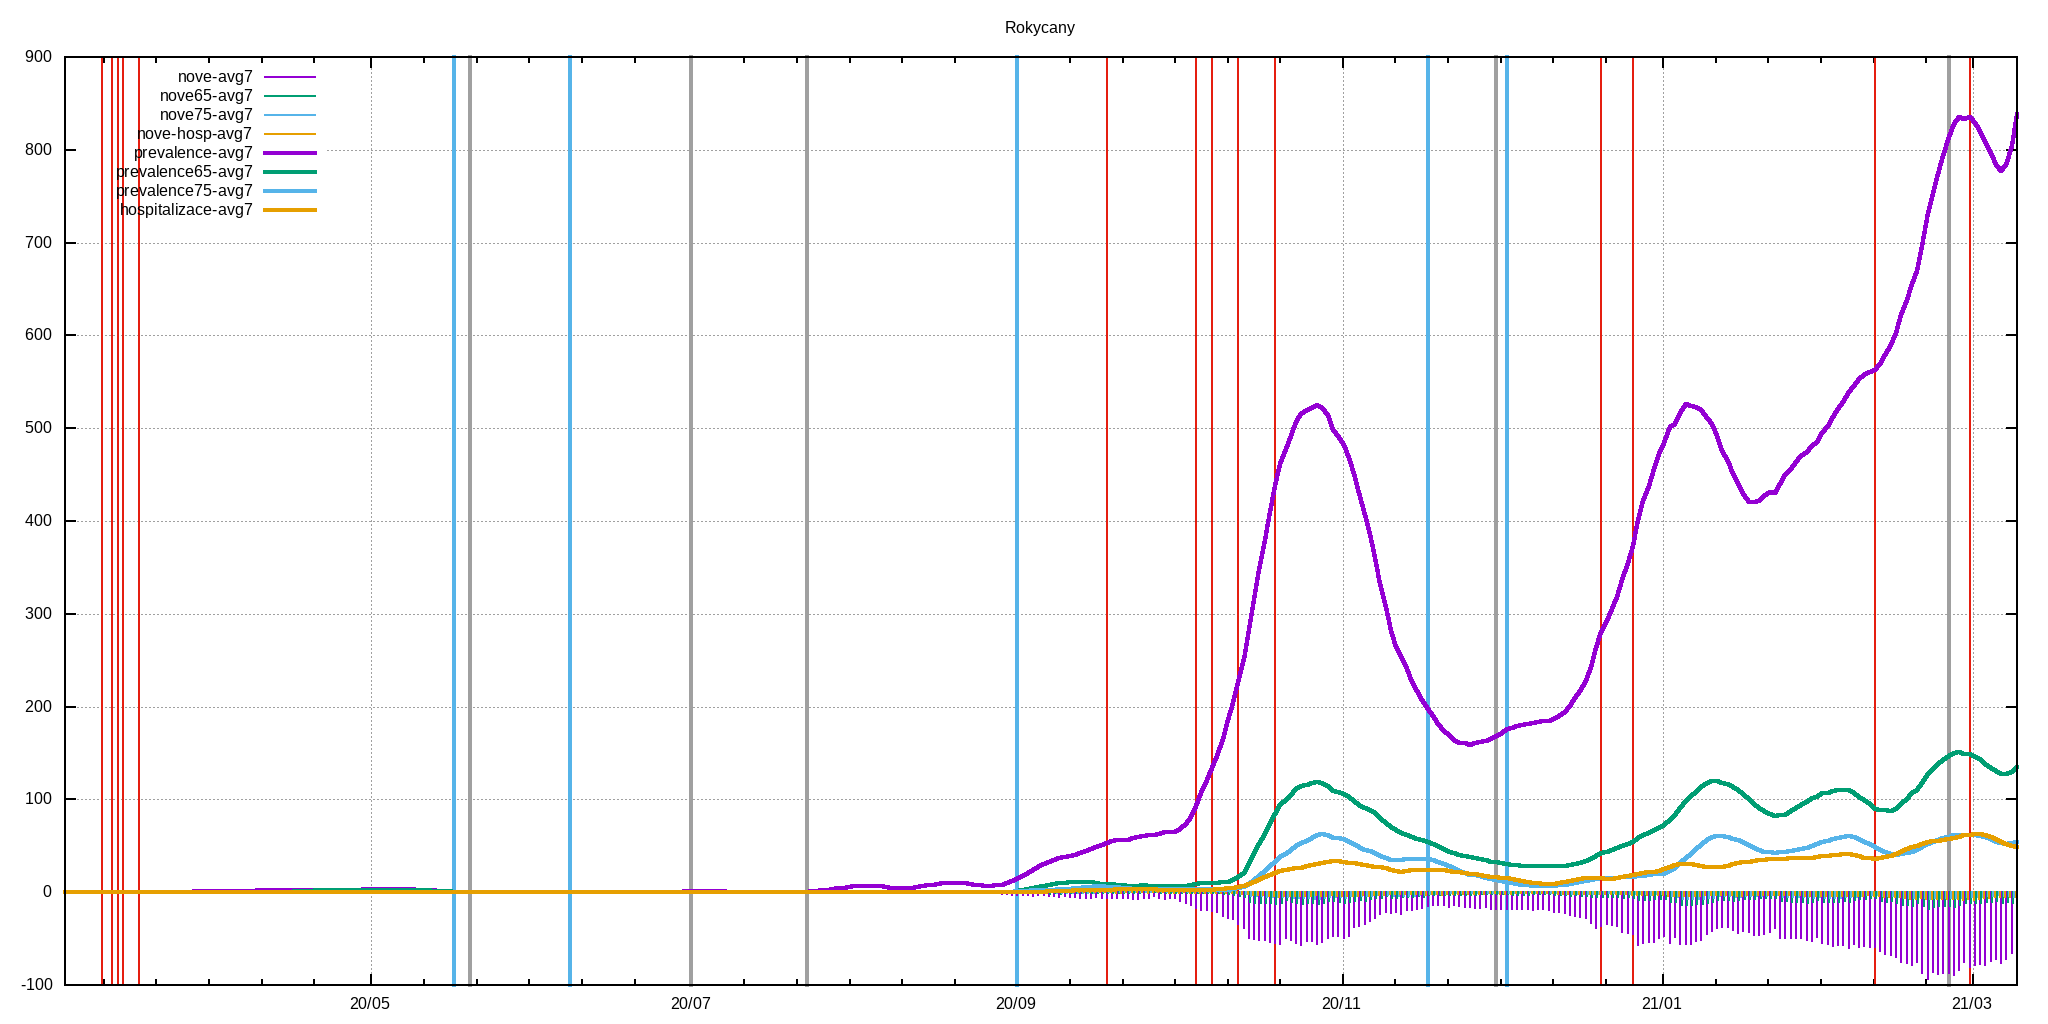 Rokycany
900
800
700
600
500
400
300
200
100
0
-100
nove-avg7
nove65-avg7
nove75-avg7
nove-hosp-avg7
prevalence-avg7
prevalence65-avg7
prevalence75-avg7
hospitalizace-avg7
20/05
20/07
20/09
20/11
21/01
21/03